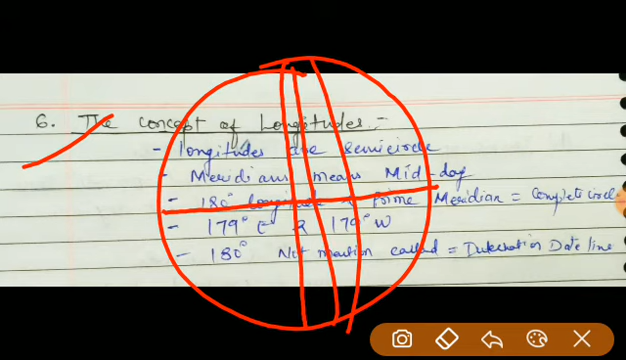 6. The concept of Longitudes :-
- longitudes are semicircle
- Meridians means Mid-day
- 180° longitude & prime Meridian = Complete circle
- 179° E & 179° W
- 180° Not mention called = International Date line